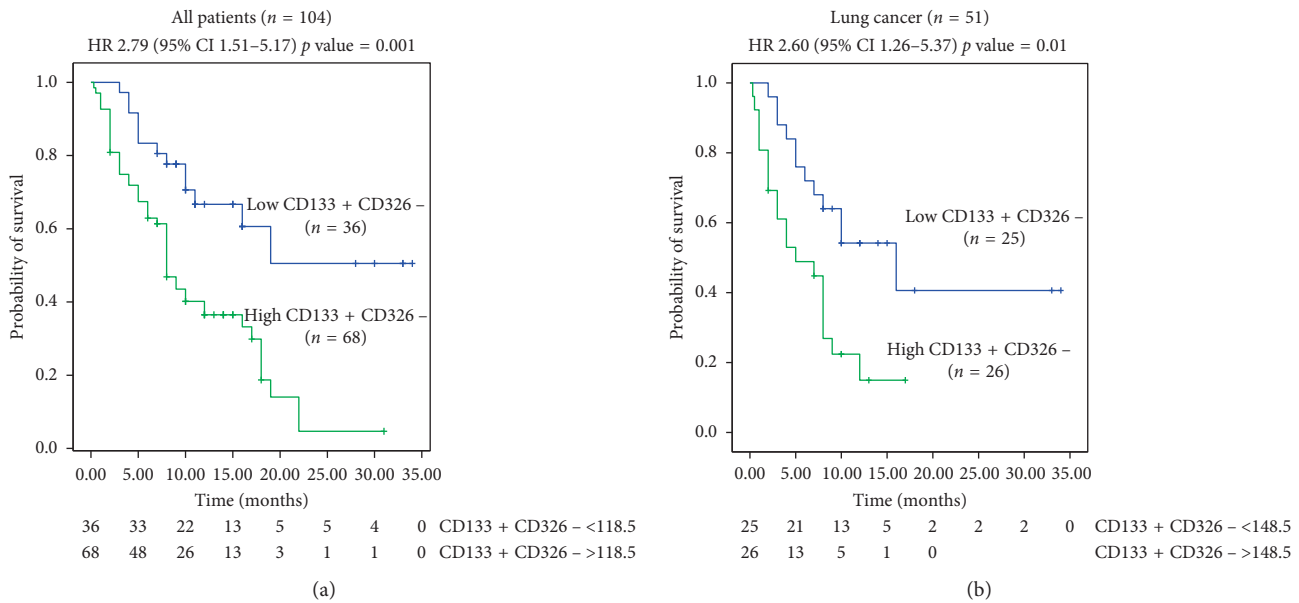 All patients (n = 104)
HR 2.79 (95% CI 1.51–5.17) p value = 0.001
Probability of survival
1.0
0.8
0.6
0.4
0.2
0.0
Low CD133 + CD326 –
(n = 36)
High CD133 + CD326 –
(n = 68)
0.00 5.00 10.00 15.00 20.00 25.00 30.00 35.00
Time (months)
36 33 22 13 5 5 4 0 CD133 + CD326 – <118.5
68 48 26 13 3 1 1 0 CD133 + CD326 – >118.5
(a)
Lung cancer (n = 51)
HR 2.60 (95% CI 1.26–5.37) p value = 0.01
Probability of survival
1.0
0.8
0.6
0.4
0.2
0.0
Low CD133 + CD326 –
(n = 25)
High CD133 + CD326 –
(n = 26)
0.00 5.00 10.00 15.00 20.00 25.00 30.00 35.00
Time (months)
25 21 13 5 2 2 2 0 CD133 + CD326 – <148.5
26 13 5 1 0 CD133 + CD326 – >148.5
(b)